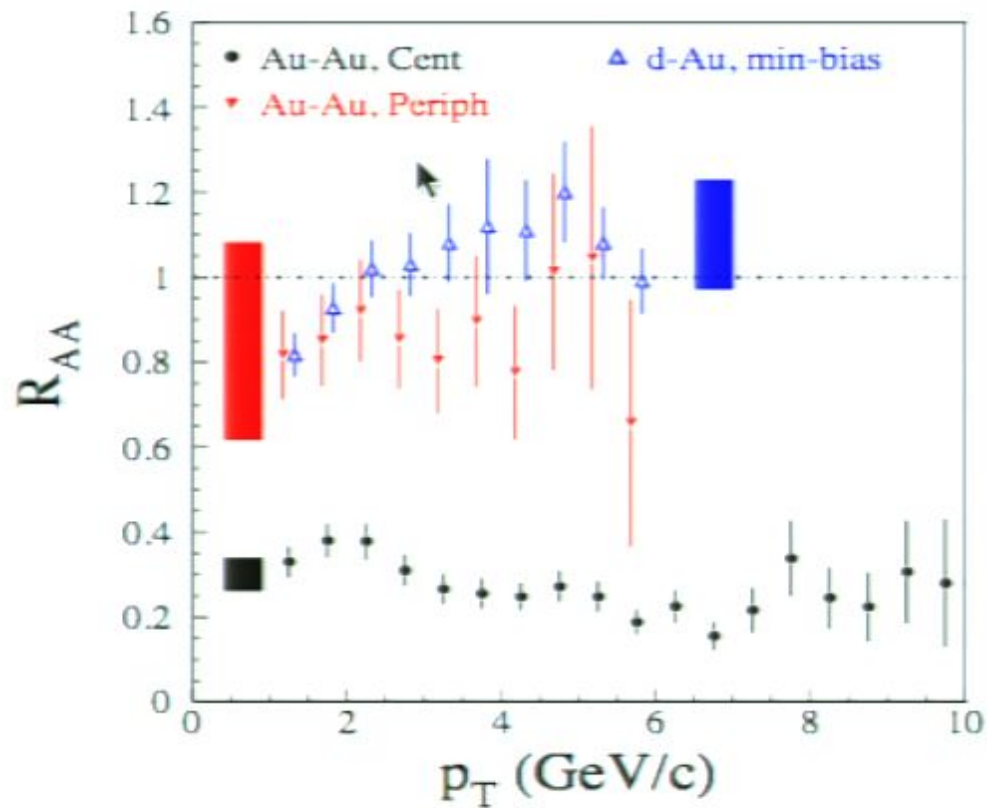 1.6
Au-Au, Cent
d-Au, min-bias
Au-Au, Periph
1.4
1.2
1
0.8
0.6
0.4
0.2
0
R_AA
0 2 4 6 8 10
p_T (GeV/c)